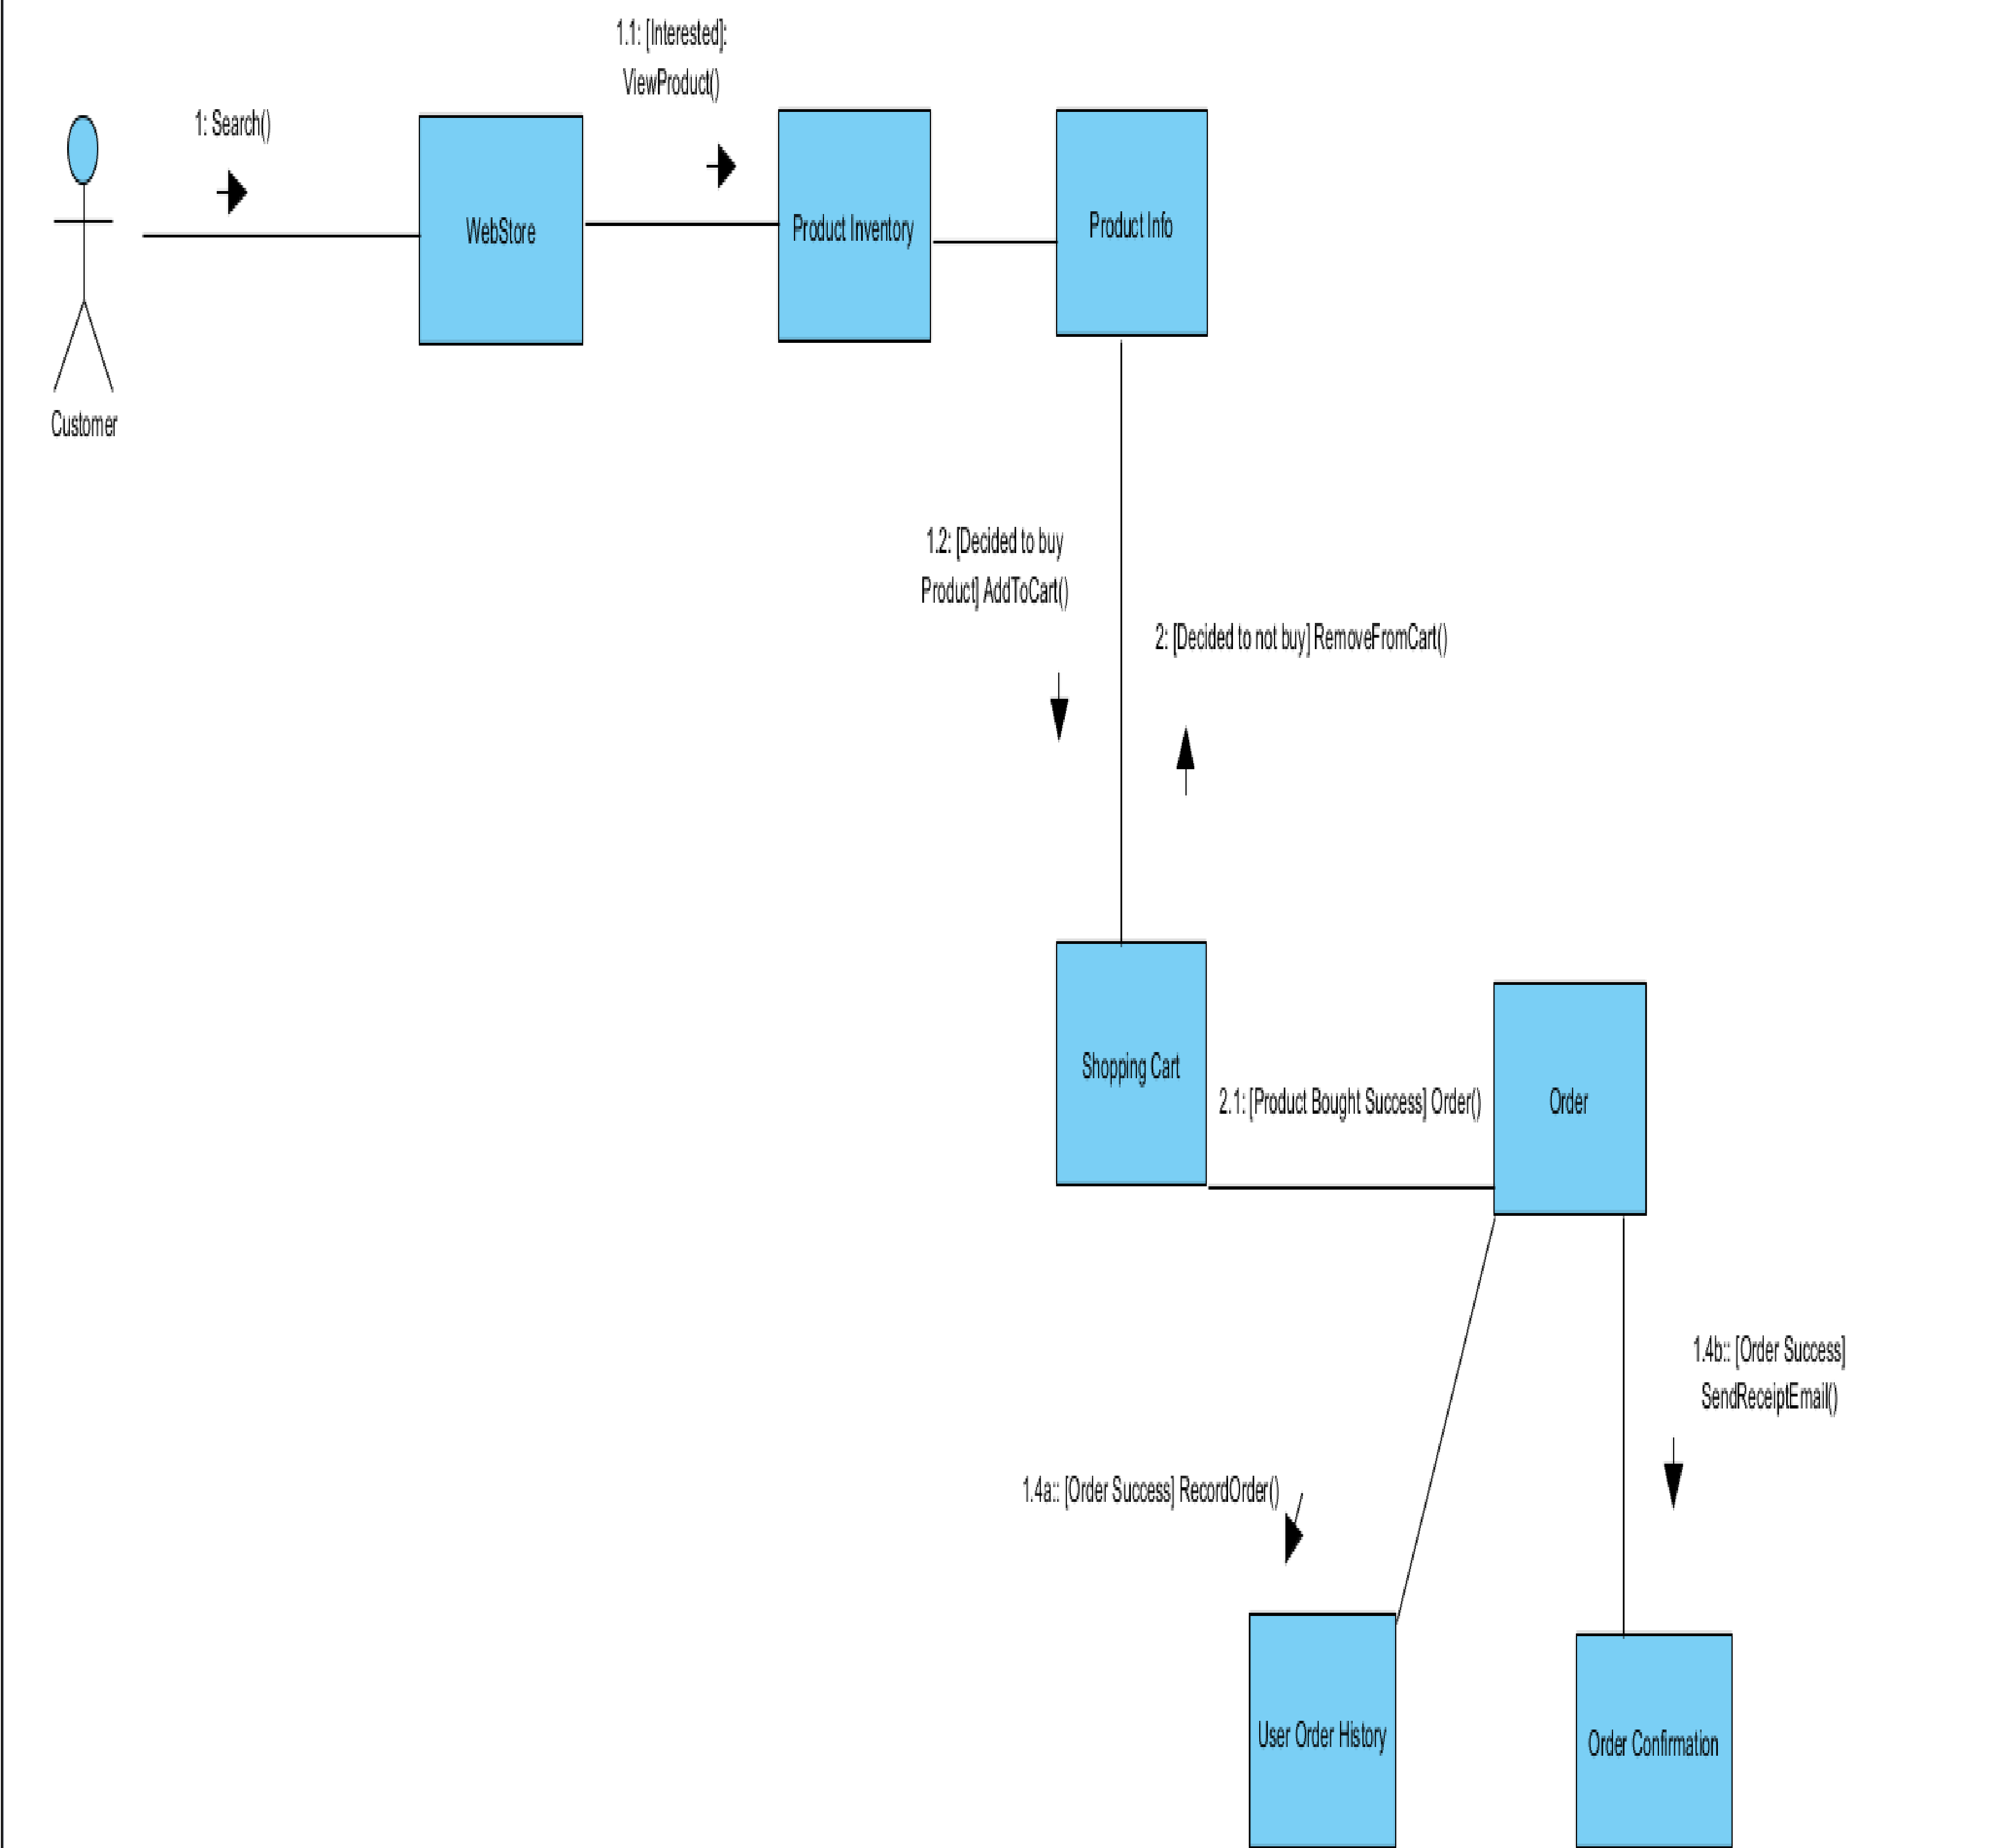 1.1: [Interested]:
ViewProduct()
1: Search()
WebStore
Product Inventory
Product Info
Customer
1.2: [Decided to buy
Product] AddToCart()
2: [Decided to not buy] RemoveFromCart()
Shopping Cart
2.1: [Product Bought Success] Order()
Order
1.4b:: [Order Success]
SendReceiptEmail()
1.4a:: [Order Success] RecordOrder()
User Order History
Order Confirmation